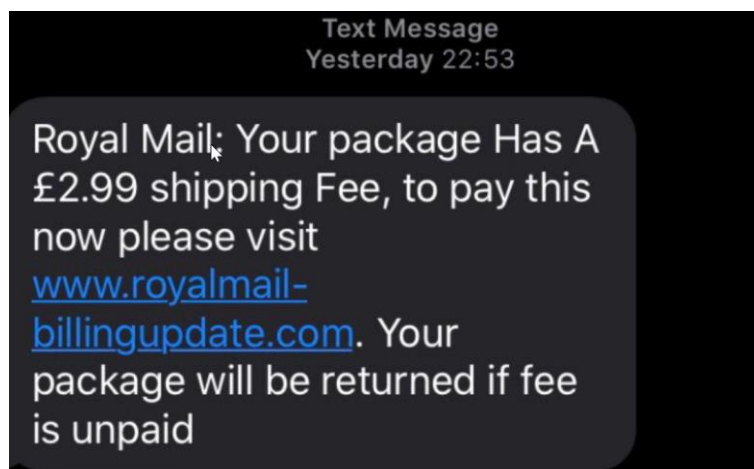 Text Message
Yesterday 22:53
Royal Mail: Your package Has A
£2.99 shipping Fee, to pay this
now please visit
www.royalmail-
billingupdate.com. Your
package will be returned if fee
is unpaid